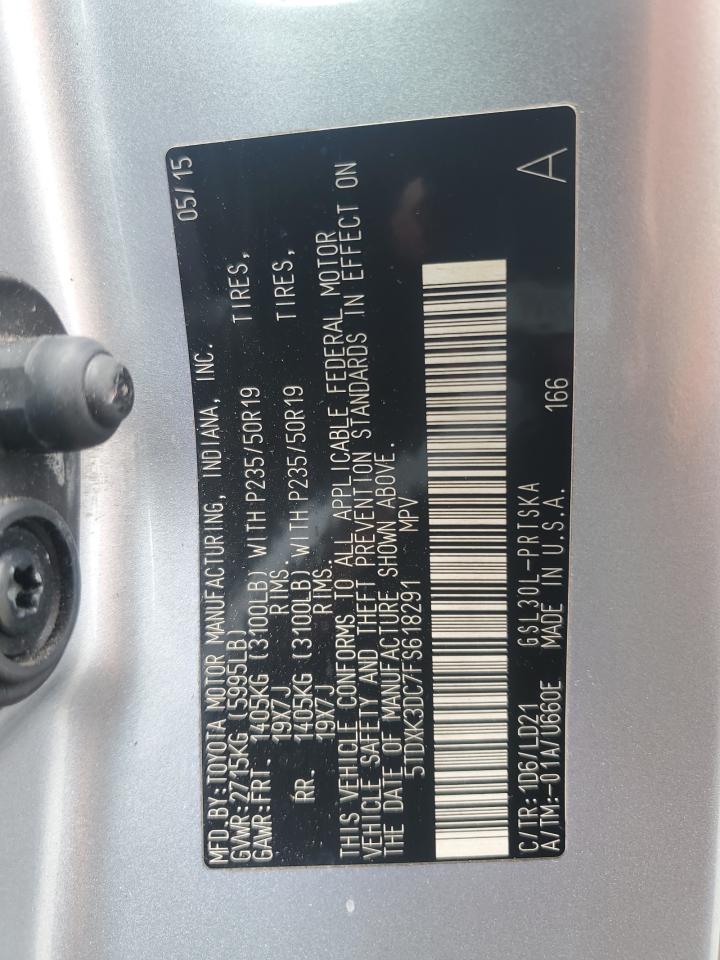 MFD.BY:TOYOTA MOTOR MANUFACTURING, INDIANA, INC. 05/15
GVWR:2715KG (5995LB)
GAWR:FRT. 1405KG (3100LB) WITH P235/50R19 TIRES,
19X7J RIMS.
RR. 1405KG (3100LB) WITH P235/50R19 TIRES,
19X7J RIMS.
THIS VEHICLE CONFORMS TO ALL APPLICABLE FEDERAL MOTOR
VEHICLE SAFETY AND THEFT PREVENTION STANDARDS IN EFFECT ON
THE DATE OF MANUFACTURE SHOWN ABOVE.
5TDXK3DC7FS618291 MPV
C/TR:1D6/LD21 GSL30L-PRTSKA
A/TM:-01A/U660E MADE IN U.S.A. 166 A